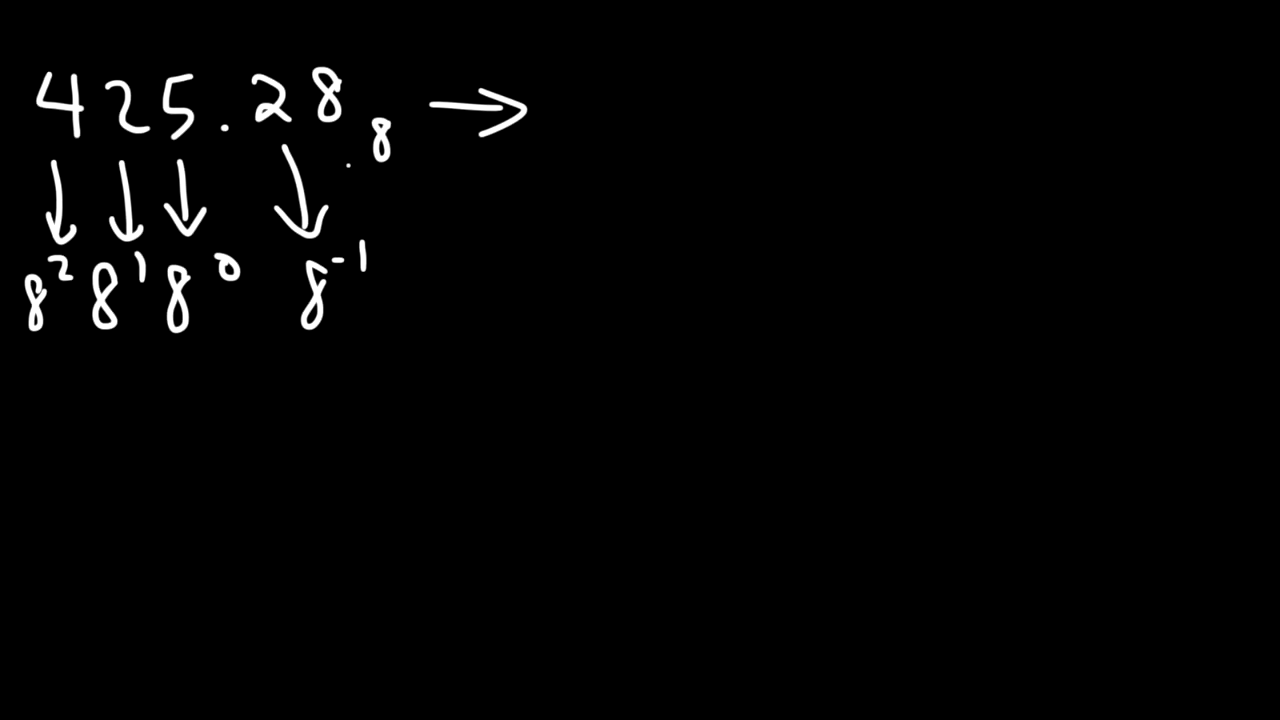 425.28₈ →
↓ ↓ ↓ ↓
8² 8¹ 8⁰ 8⁻¹